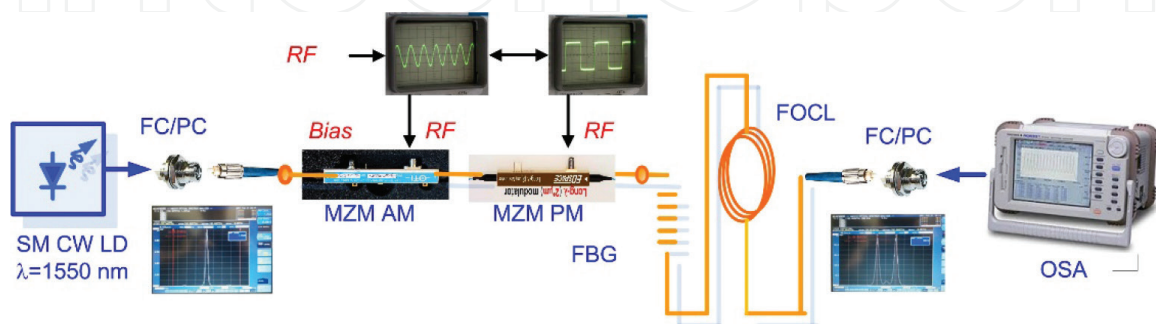 RF
FC/PC
Bias
RF
RF
FOCL
FC/PC
MZM AM
MZM PM
SM CW LD
λ=1550 nm
FBG
OSA